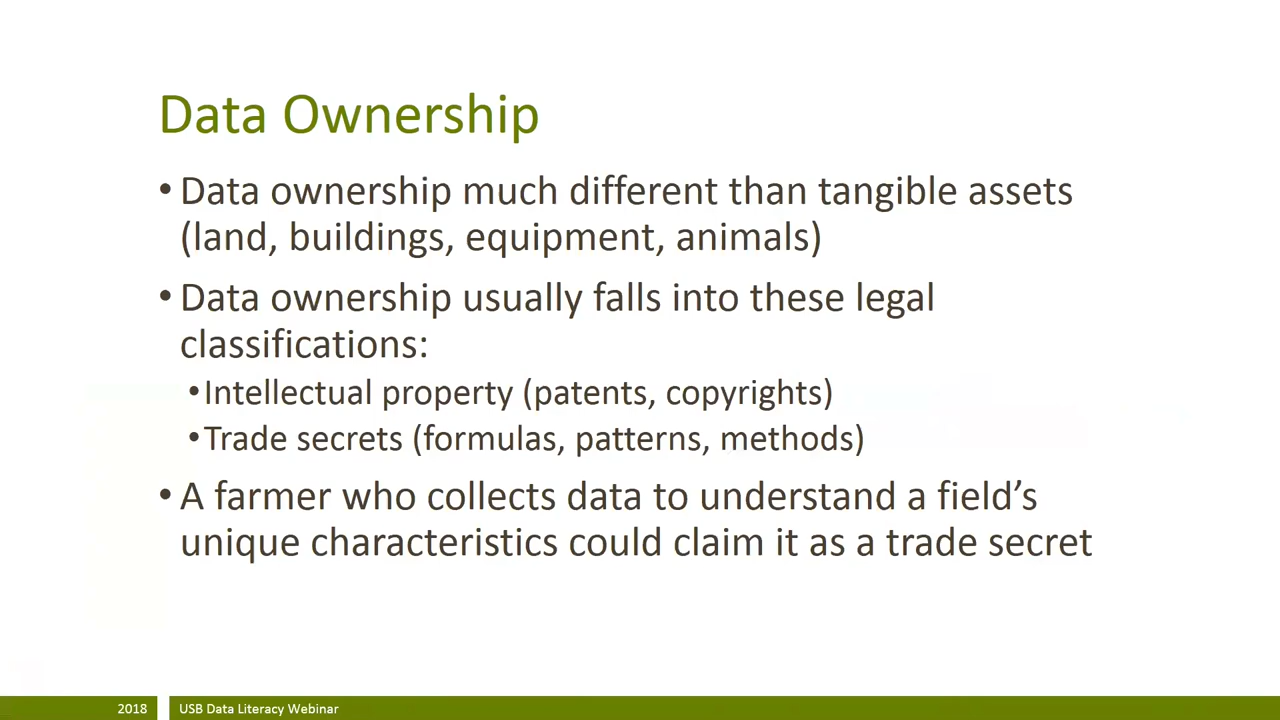 Data Ownership
• Data ownership much different than tangible assets
(land, buildings, equipment, animals)
• Data ownership usually falls into these legal
classifications:
• Intellectual property (patents, copyrights)
• Trade secrets (formulas, patterns, methods)
• A farmer who collects data to understand a field’s
unique characteristics could claim it as a trade secret
2018 USB Data Literacy Webinar